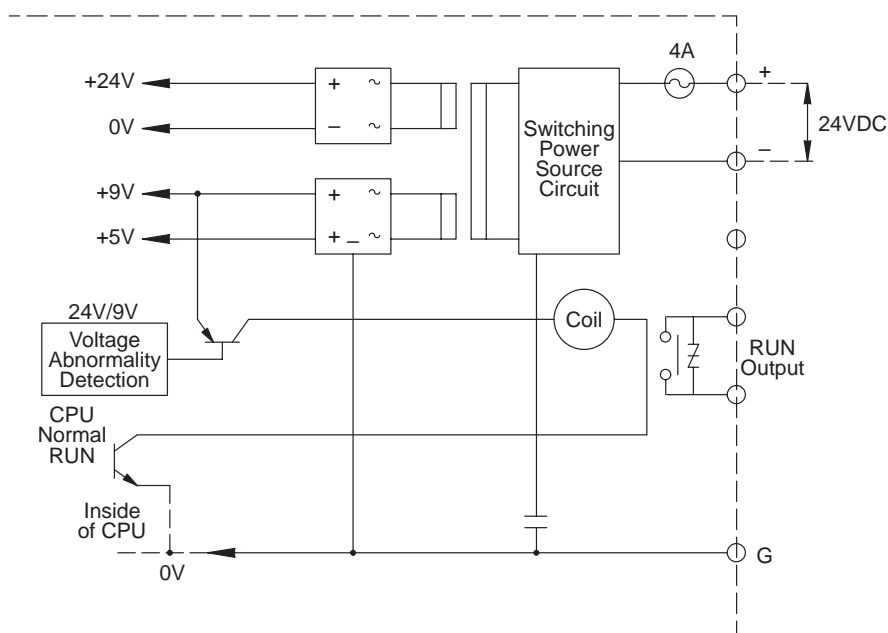 4A
+
+24V
+ ~
0V
– ~
Switching
Power
Source
Circuit
24VDC
–
+9V
+ ~
+5V
+ – ~
24V/9V
Voltage
Abnormality
Detection
Coil
RUN
Output
CPU
Normal
RUN
Inside
of CPU
0V
G